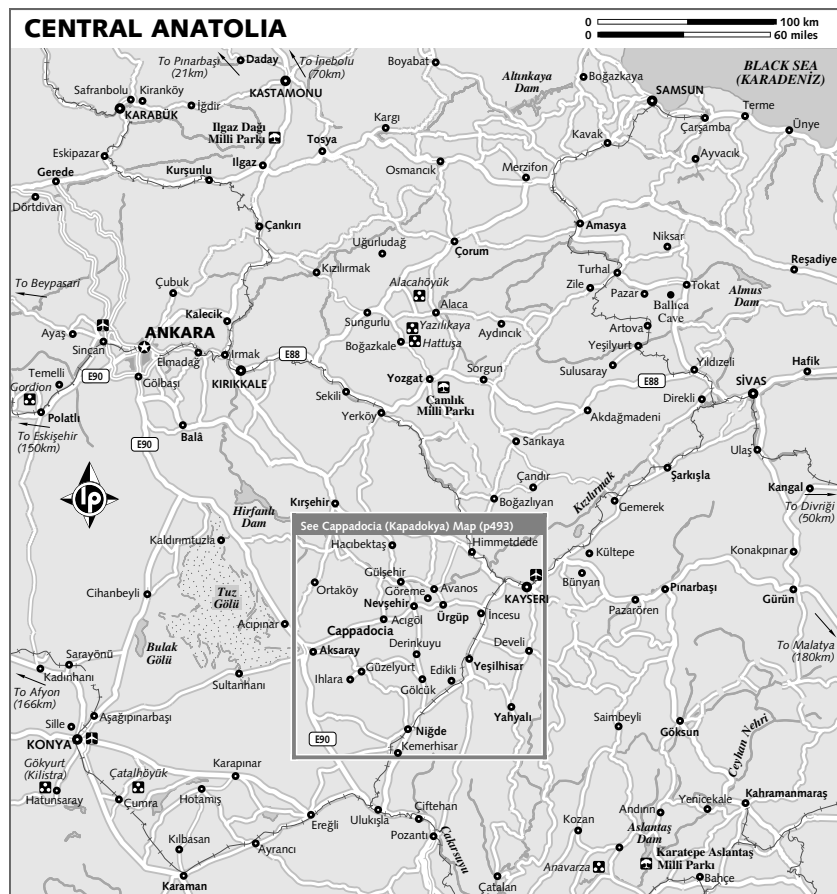 CENTRAL ANATOLIA
0 100 km
0 60 miles
To Pınarbaşı
(21km)
Daday
To İnebolu
(70km)
Boyabat
Altınkaya
Dam
Boğazkaya
BLACK SEA
(KARADENİZ)
Safranbolu
Kiranköy
KASTAMONU
SAMSUN
KARABÜK
İğdir
Terme
Çarşamba
Ünye
Ilgaz Dağı
Milli Parkı
Kargı
Tosya
Kavak
Eskipazar
Ayvacık
Gerede
Kurşunlu
Ilgaz
Osmancık
Merzifon
Dörtdivan
Çankırı
Amasya
Uğurludağ
Çorum
Niksar
Reşadiye
Kızılırmak
Turhal
To Beypasari
Çubuk
Alacahöyük
Zile
Pazar
Tokat
Almus
Dam
Ballıca
Cave
Kalecik
Alaca
Sungurlu
Yazılıkaya
Aydıncık
Artova
Ayaş
ANKARA
Boğazkale
Hattuşa
Yeşilyurt
Sincan
Elmadağ
Irmak
E88
Temelli
Gordion
E90
Gölbaşı
KIRIKKALE
Yozgat
Sorgun
Sulusaray
Yıldızeli
Hafik
Camlık
Milli Parkı
E88
SİVAS
Polatlı
Sekili
Direkli
To Eskişehir
(150km)
Balâ
Yerköy
Akdağmadeni
E90
Sarıkaya
Ulaş
lp
Çandır
Kızılırmak
Şarkışla
Hirfanlı
Dam
Kırşehir
Boğazlıyan
Gemerek
Kangal
To Divriği
(50km)
See Cappadocia (Kapadokya) Map (p493)
Kaldırımtuzla
Hacıbektaş
Himmetdede
Kültepe
Konakpınar
Gülşehir
Cihanbeyli
Tuz
Gölü
Ortaköy
Göreme
Avanos
KAYSERI
Bünyan
Pınarbaşı
Nevşehir
Ürgüp
Pazarören
Gürün
Acıpınar
Cappadocia
Acıgöl
İncesu
Bulak
Gölü
Derinkuyu
Develi
To Malatya
(180km)
Sarayönü
Aksaray
Güzelyurt
Edikli
Yeşilhisar
Kadınhanı
Sultanhanı
Ihlara
Gölcük
To Afyon
(166km)
Aşağıpınarbaşı
Yahyalı
Saimbeyli
Sille
Niğde
Göksun
Ceyhan Nehri
KONYA
E90
Kemerhisar
Gökyurt
(Kilistra)
Çatalhöyük
Karapınar
Hatunsaray
Çumra
Hotamış
Kahramanmaraş
Ereğli
Ulukışla
Çiftehan
Andırın
Yenicekale
Kılbasan
Ayrancı
Pozantı
Kozan
Aslantaş
Dam
Çakırsuyu
Karatepe Aslantaş
Milli Parkı
Karaman
Çatalan
Anavarza
Bahçe